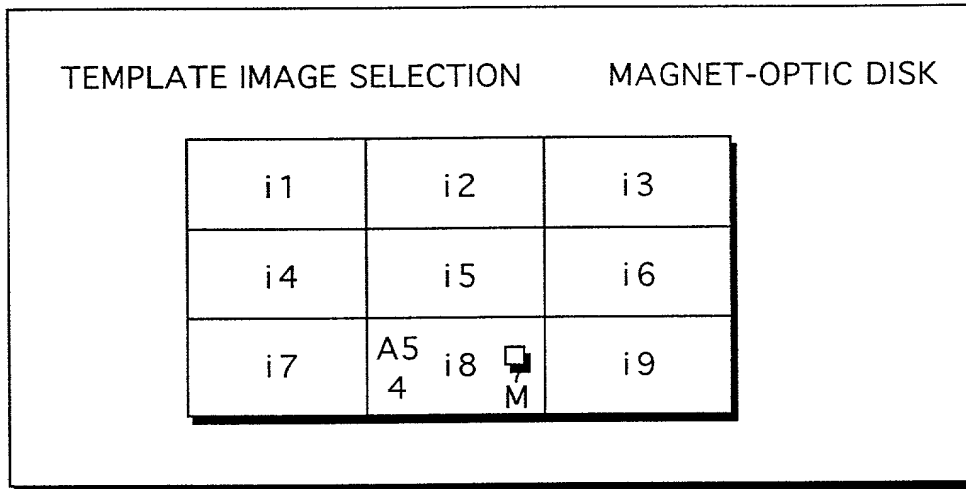 TEMPLATE IMAGE SELECTION MAGNET-OPTIC DISK
i1 i2 i3
i4 i5 i6
i7 A5 i8 i9
4 M